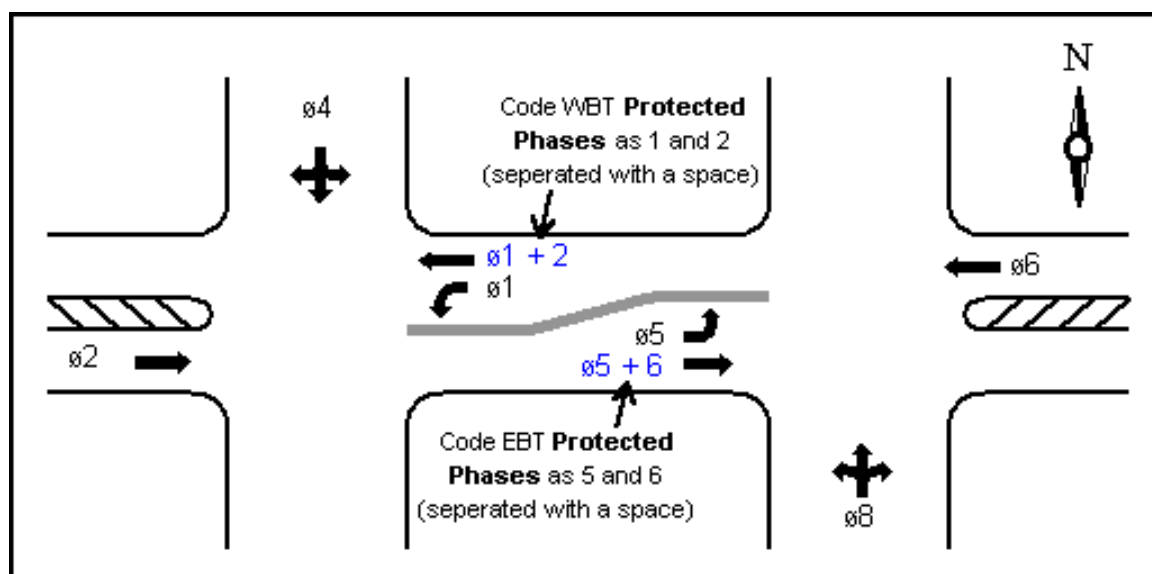 N
ø4
Code WBT Protected
Phases as 1 and 2
(seperated with a space)
ø1 + 2
ø1
ø6
ø2
ø5
ø5 + 6
Code EBT Protected
Phases as 5 and 6
(seperated with a space)
ø8